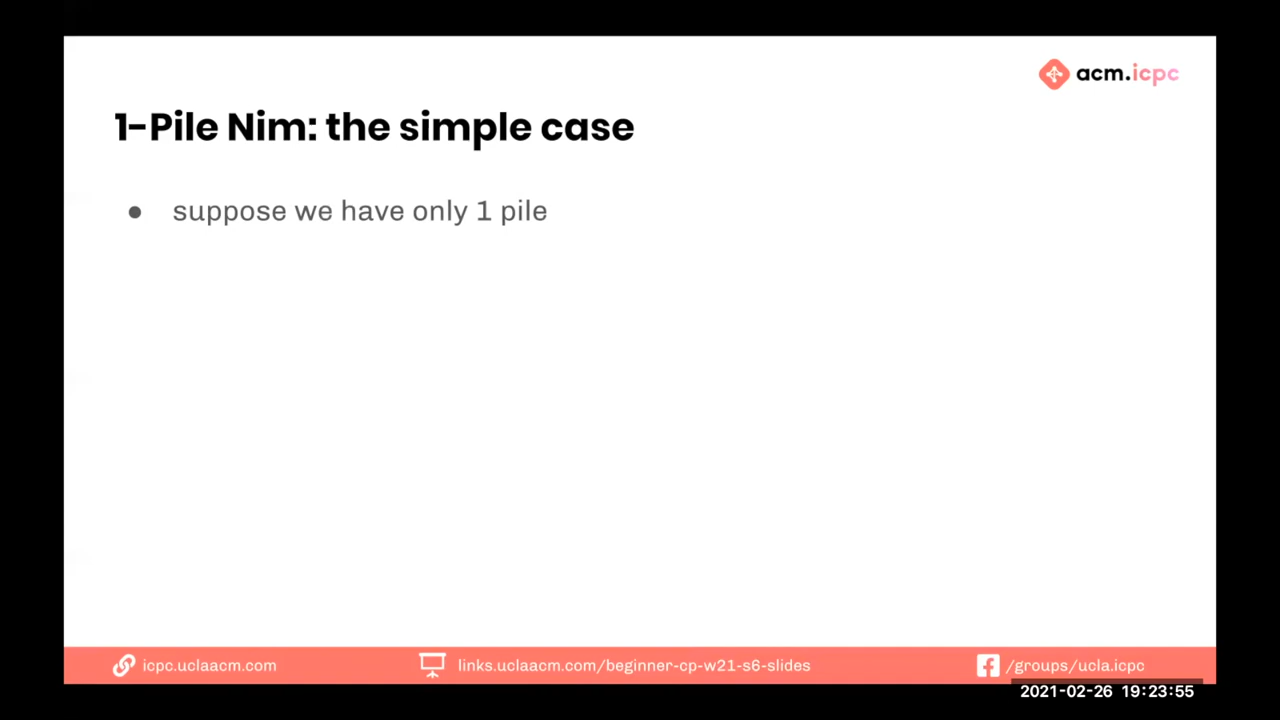 acm.icpc
1-Pile Nim: the simple case
● suppose we have only 1 pile
icpc.uclaacm.com
links.uclaacm.com/beginner-cp-w21-s6-slides
/groups/ucla.icpc
2021-02-26 19:23:55